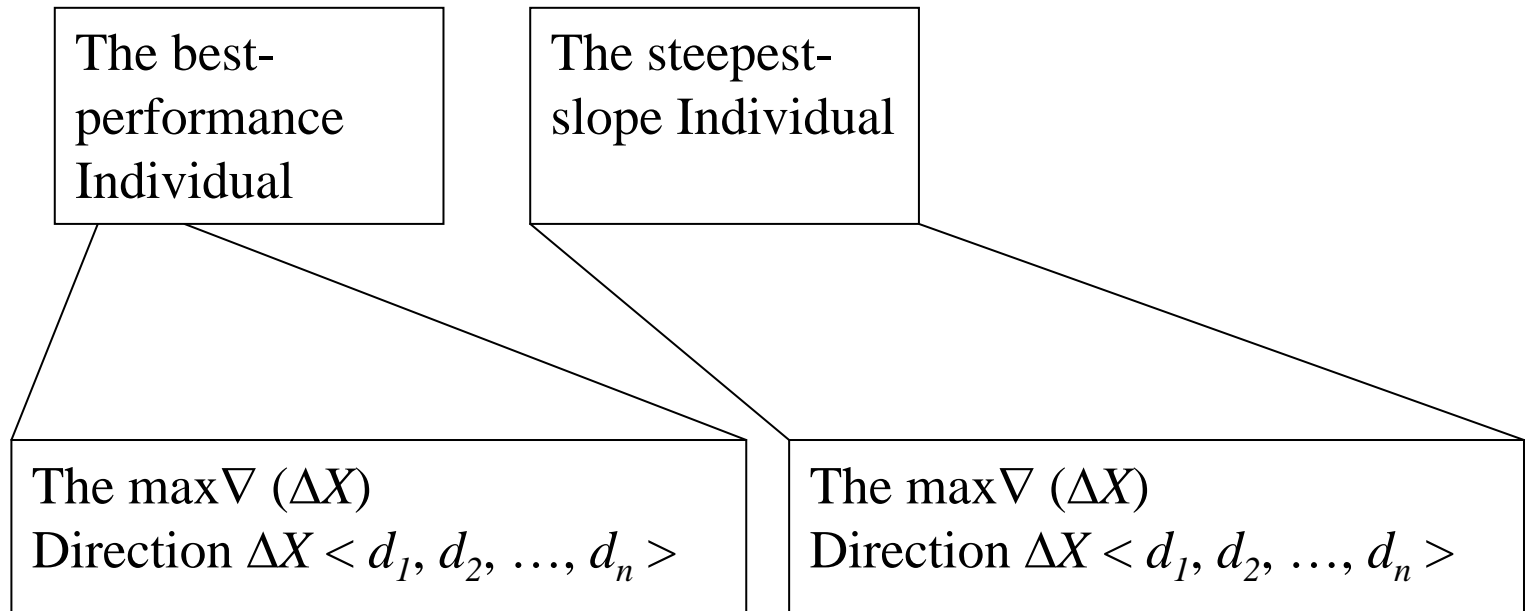 The best-
performance
Individual
The steepest-
slope Individual
The max∇ (ΔX)
Direction ΔX < d₁, d₂, …, dₙ >
The max∇ (ΔX)
Direction ΔX < d₁, d₂, …, dₙ >